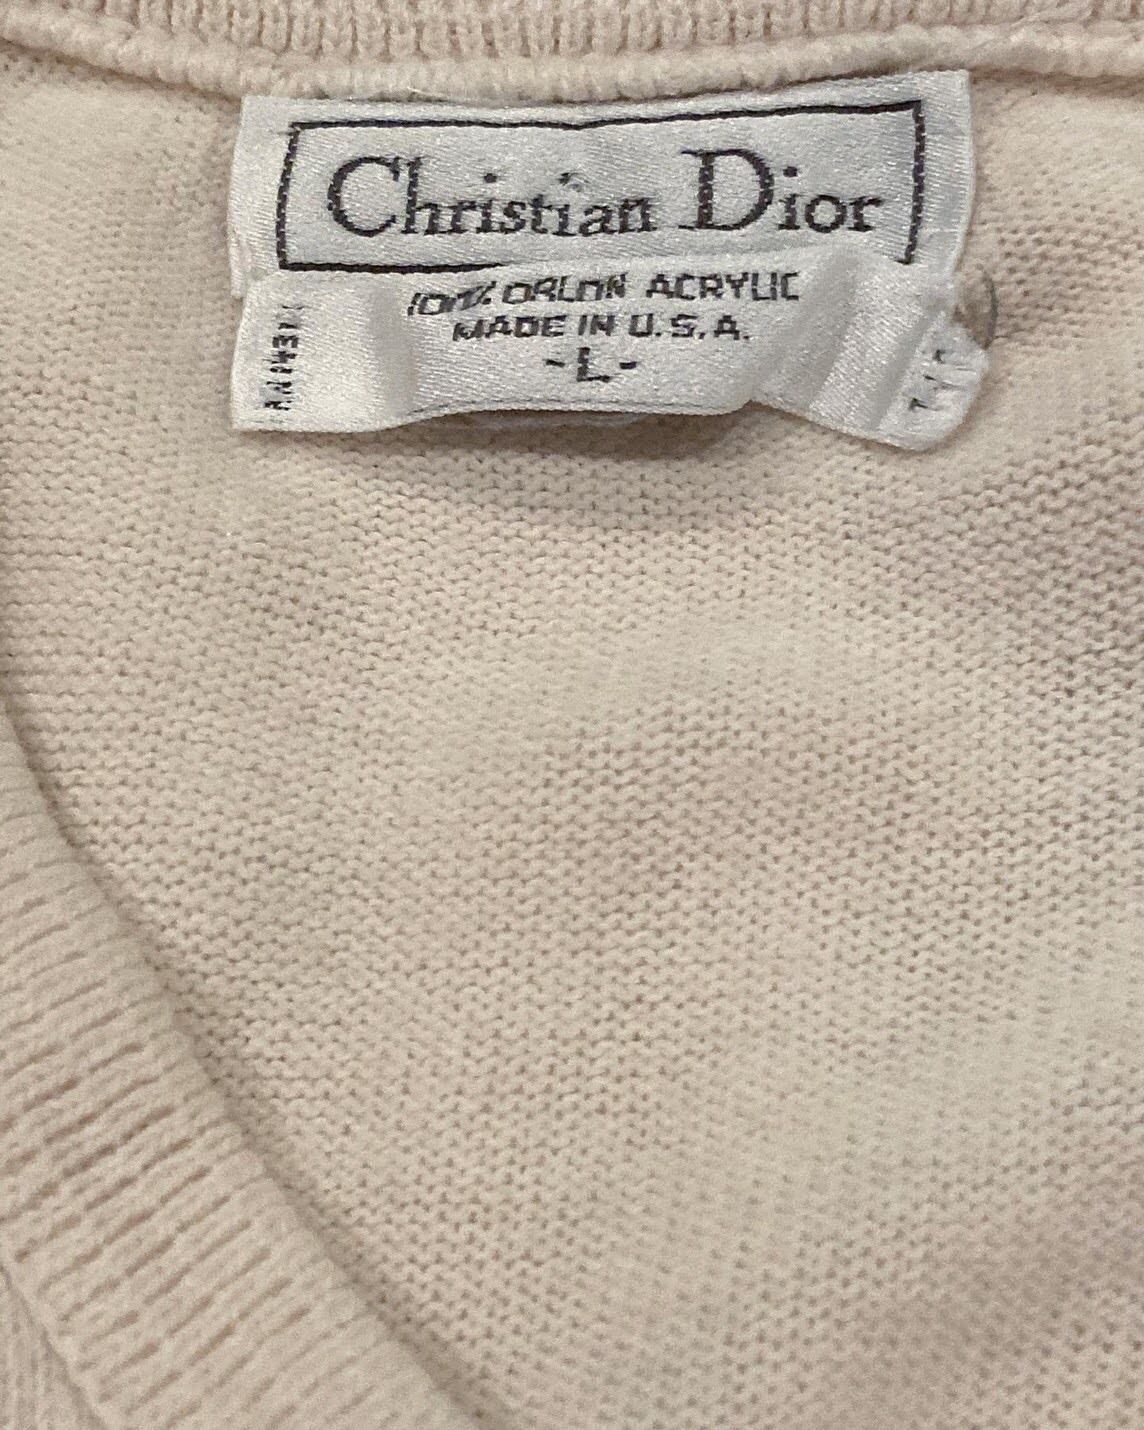 Christian Dior
100% ORLON ACRYLIC
MADE IN U.S.A.
-L-